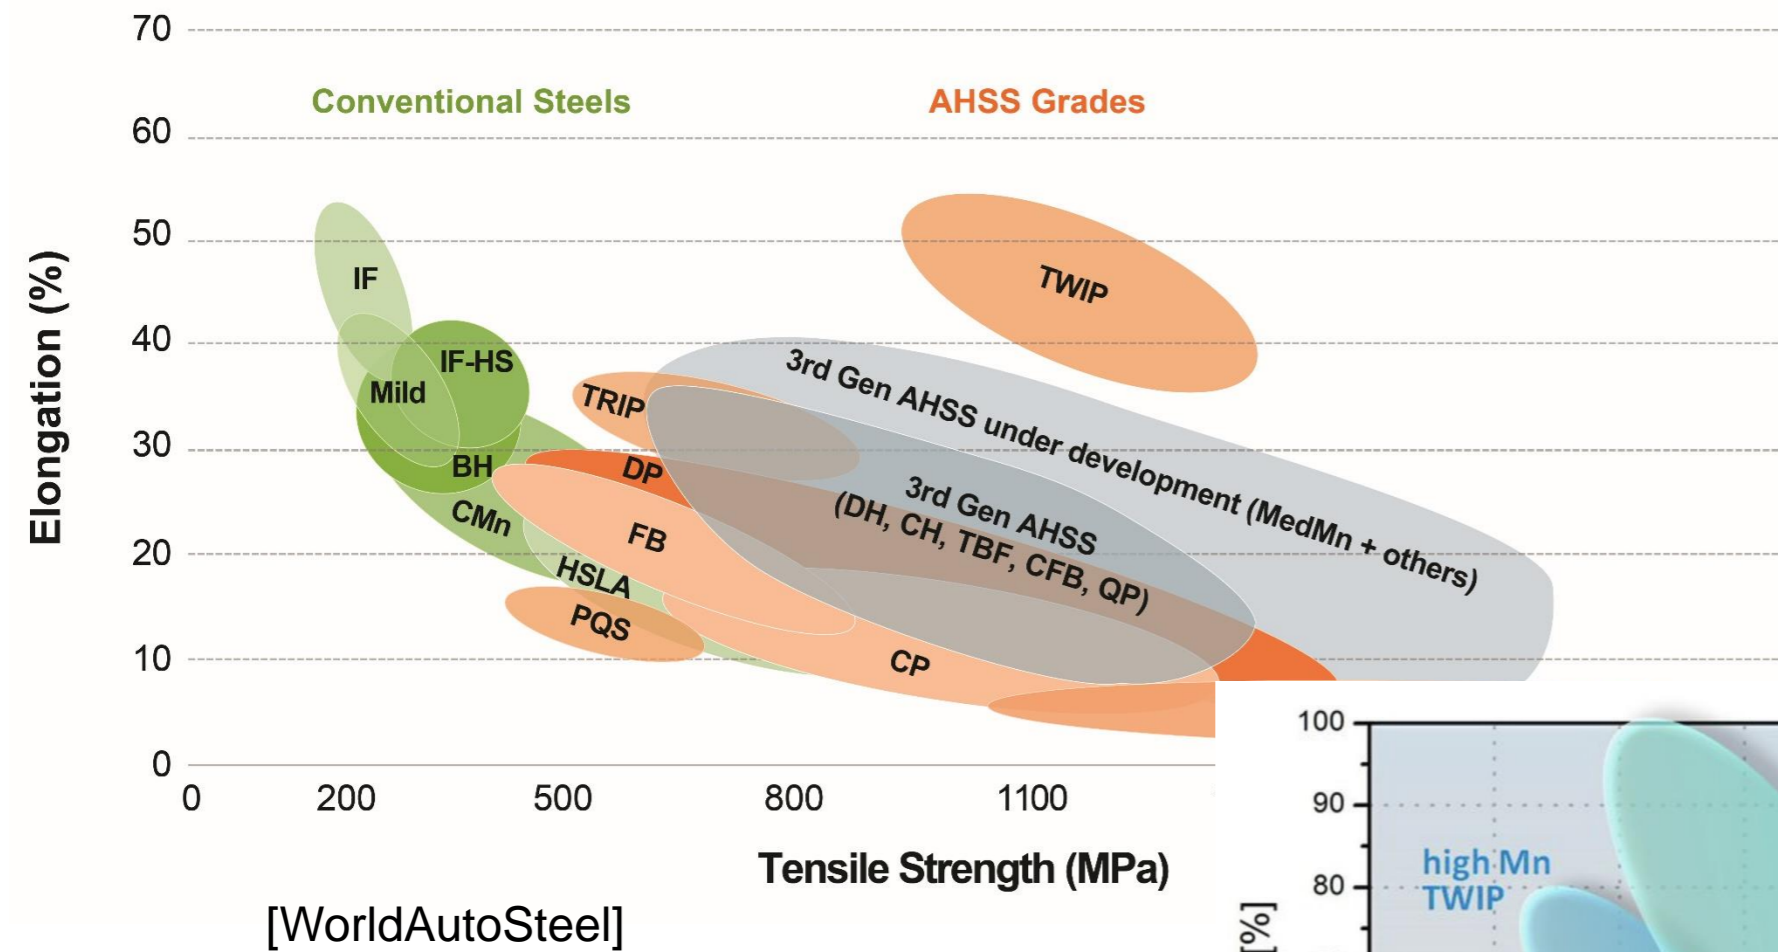 70
Conventional Steels
AHSS Grades
60
50
IF
TWIP
40
IF-HS
Mild
TRIP
3rd Gen AHSS under development (MedMn + others)
30
BH
DP
3rd Gen AHSS
(DH, CH, TBF, CFB, QP)
CMn
FB
20
HSLA
PQS
CP
10
0
Elongation (%)
0
200
500
800
1100
Tensile Strength (MPa)
[WorldAutoSteel]
100
90
high Mn
TWIP
80
[%]